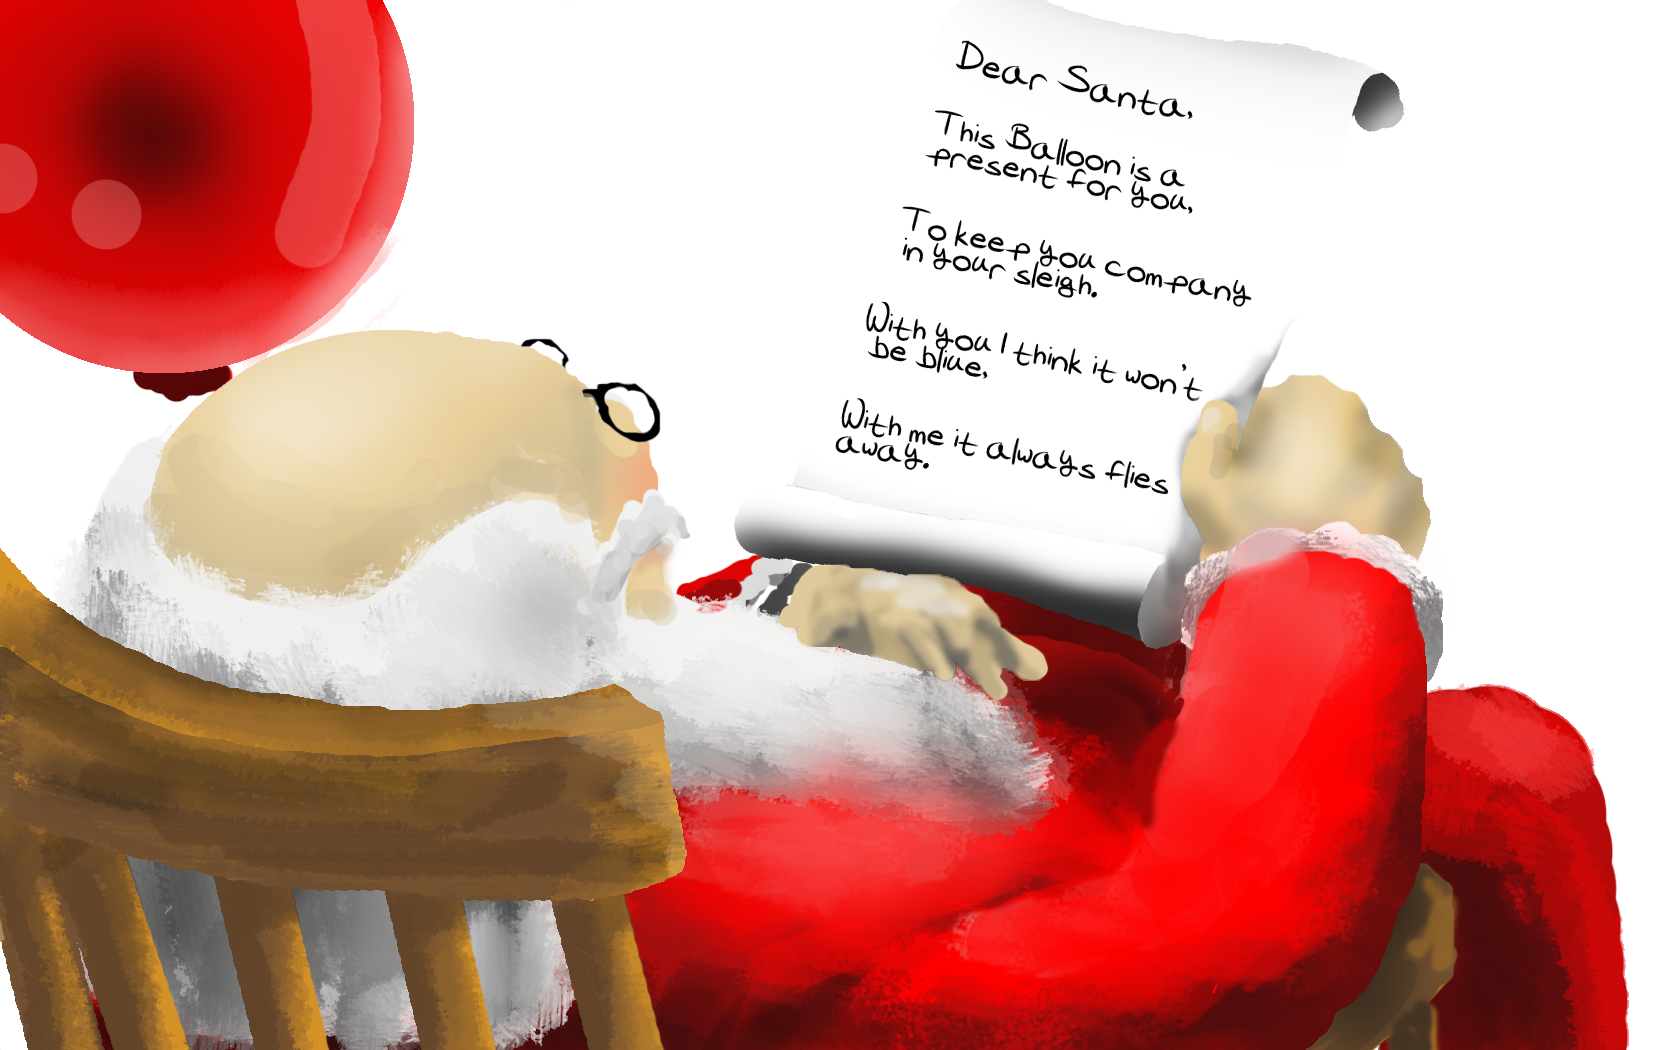 Dear Santa,
This Balloon is a
present for you,
To keep you company
in your sleigh.
With you I think it won't
be blue,
With me it always flies
away.